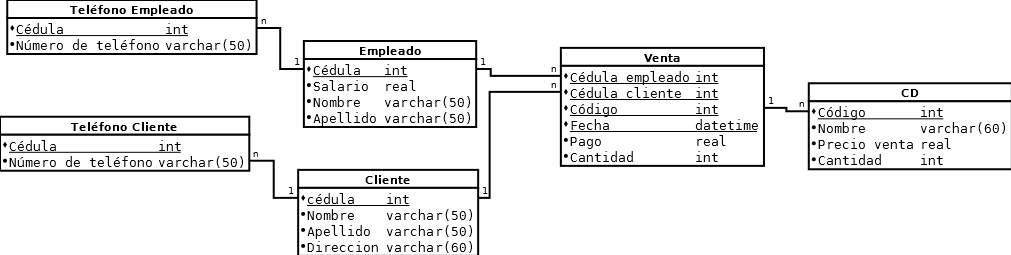 Teléfono Empleado
Cédula int
Número de teléfono varchar(50)
n
1
Empleado
Cédula int
Salario real
Nombre varchar(50)
Apellido varchar(50)
1
n
Teléfono Cliente
Cédula int
Número de teléfono varchar(50)
n
1
Cliente
cédula int
Nombre varchar(50)
Apellido varchar(50)
Direccion varchar(60)
1
n
Venta
Cédula empleado int
Cédula cliente int
Código int
Fecha datetime
Pago real
Cantidad int
1
n
CD
Código int
Nombre varchar(60)
Precio venta real
Cantidad int